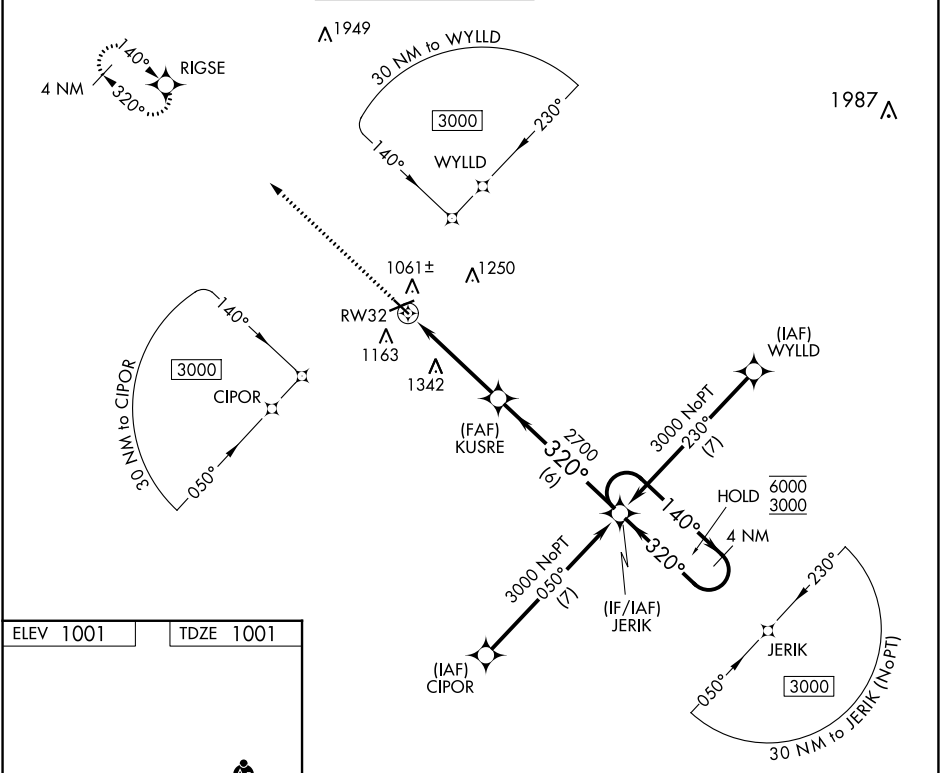 1949
140°
RIGSE
4 NM
320°
30 NM to WYLLD
3000
230°
140°
WYLLD
1987
1061±
1250
RW32
1163
1342
140°
3000
CIPOR
30 NM to CIPOR
050°
(IAF)
WYLLD
3000 NoPT
230°
(7)
(FAF)
KUSRE
2700
320°
(6)
HOLD
6000
3000
140°
4 NM
320°
3000 NoPT
050°
(7)
(IF/IAF)
JERIK
(IAF)
CIPOR
230°
JERIK
050°
3000
30 NM to JERIK (NoPT)
ELEV 1001
TDZE 1001